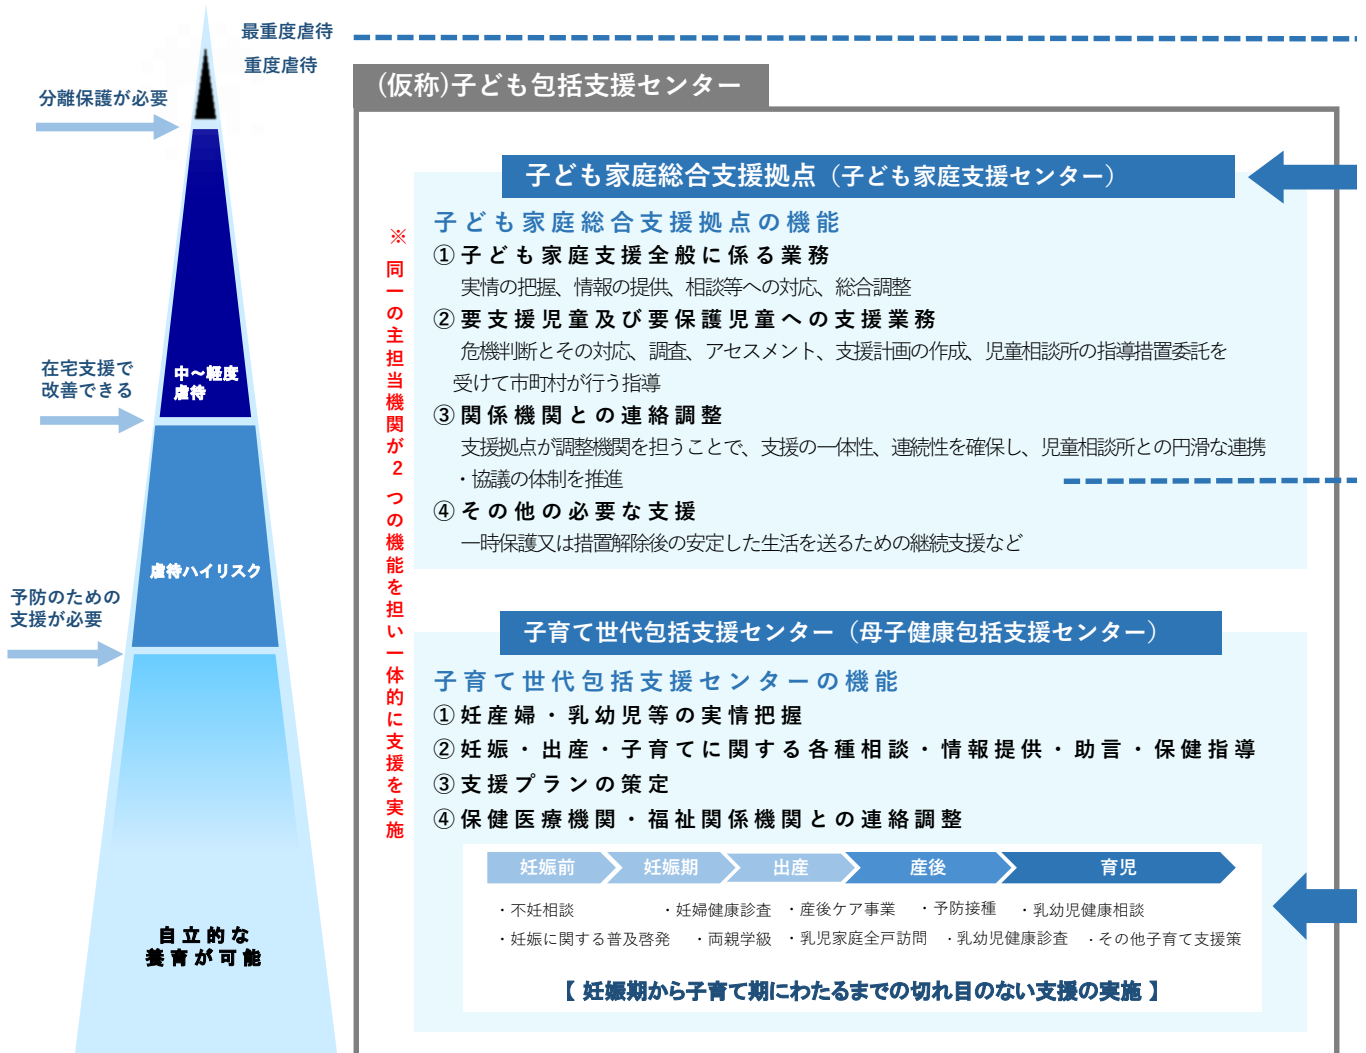 最重度虐待
重度虐待
分離保護が必要
中～軽度
虐待
在宅支援で
改善できる
虐待ハイリスク
予防のための
支援が必要
自立的な
養育が可能
(仮称)子ども包括支援センター
※同一の主担当機関が２つの機能を担い一体的に支援を実施
子ども家庭総合支援拠点（子ども家庭支援センター）
子ども家庭総合支援拠点の機能
①子ども家庭支援全般に係る業務
実情の把握、情報の提供、相談等への対応、総合調整
②要支援児童及び要保護児童への支援業務
危機判断とその対応、調査、アセスメント、支援計画の作成、児童相談所の指導措置委託を
受けて市町村が行う指導
③関係機関との連絡調整
支援拠点が調整機関を担うことで、支援の一体性、連続性を確保し、児童相談所との円滑な連携
・協議の体制を推進
④その他の必要な支援
一時保護又は措置解除後の安定した生活を送るための継続支援など
子育て世代包括支援センター（母子健康包括支援センター）
子育て世代包括支援センターの機能
①妊産婦・乳幼児等の実情把握
②妊娠・出産・子育てに関する各種相談・情報提供・助言・保健指導
③支援プランの策定
④保健医療機関・福祉関係機関との連絡調整
妊娠前 妊娠期 出産 産後 育児
・不妊相談 ・妊婦健康診査 ・産後ケア事業 ・予防接種 ・乳幼児健康相談
・妊娠に関する普及啓発 ・両親学級 ・乳児家庭全戸訪問 ・乳幼児健康診査 ・その他子育て支援策
【 妊娠期から子育て期にわたるまでの切れ目のない支援の実施 】